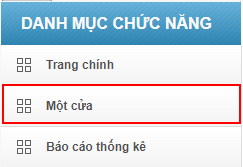 DANH MỤC CHỨC NĂNG
Trang chính
Một cửa
Báo cáo thống kê